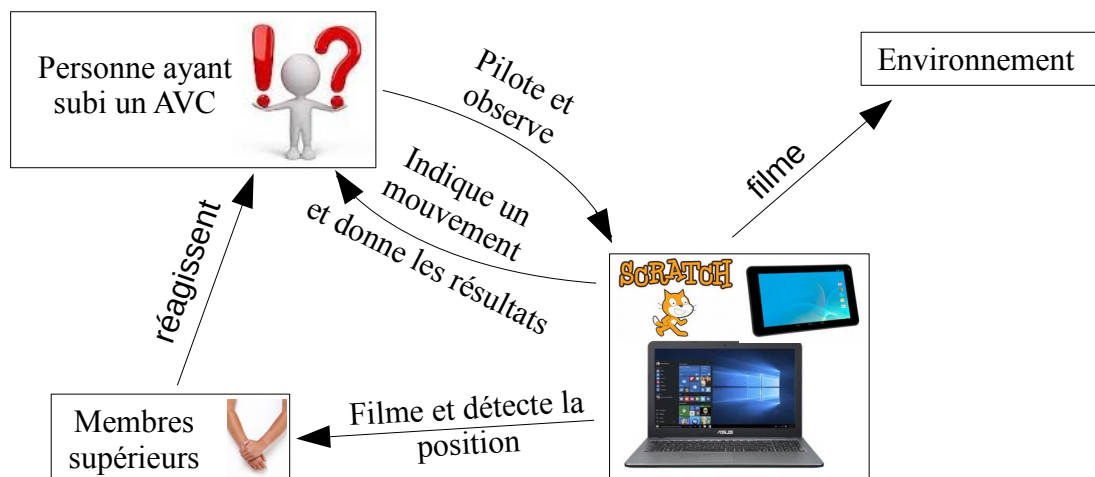 Personne ayant
subi un AVC
Pilote et
observe
Environnement
filme
Indique un
mouvement
et donne les résultats
réagissent
SCRATCH
Membres
supérieurs
Filme et détecte la
position
ASUS